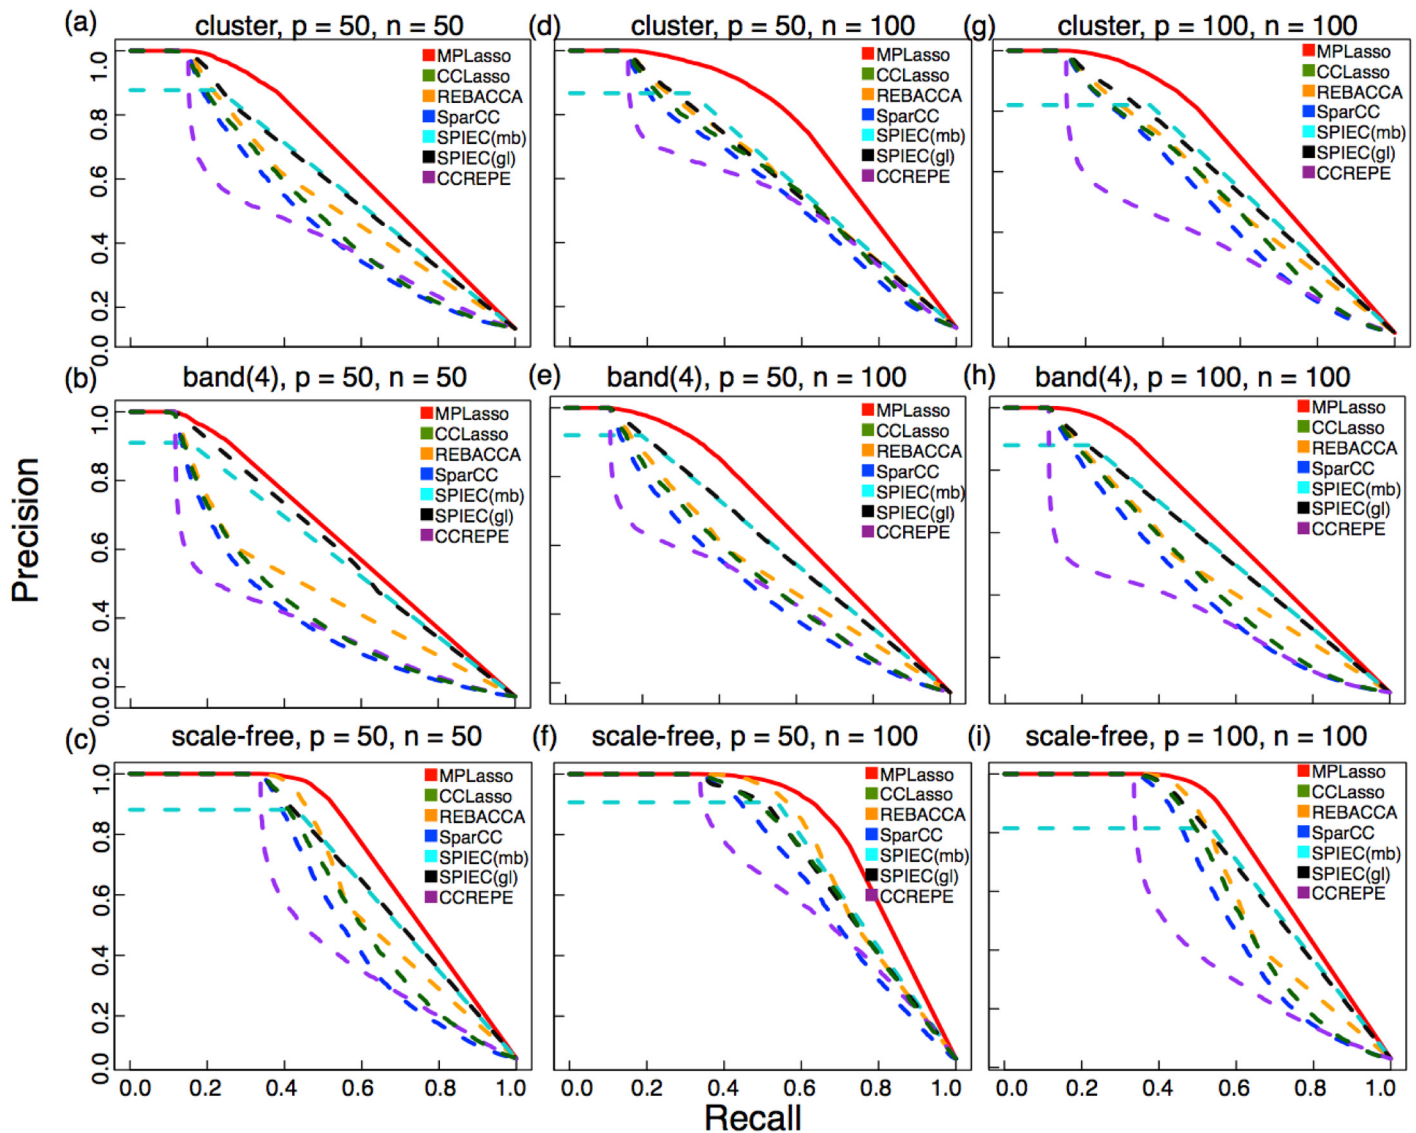 (a) cluster, p = 50, n = 50
MPLasso
CCLasso
REBACCA
SparCC
SPIEC(mb)
SPIEC(gl)
CCREPE
1.0
0.8
0.6
0.4
0.2
0.0
(d) cluster, p = 50, n = 100
MPLasso
CCLasso
REBACCA
SparCC
SPIEC(mb)
SPIEC(gl)
CCREPE
(g) cluster, p = 100, n = 100
MPLasso
CCLasso
REBACCA
SparCC
SPIEC(mb)
SPIEC(gl)
CCREPE
(b) band(4), p = 50, n = 50
MPLasso
CCLasso
REBACCA
SparCC
SPIEC(mb)
SPIEC(gl)
CCREPE
1.0
0.8
0.6
0.4
0.2
0.0
(e) band(4), p = 50, n = 100
MPLasso
CCLasso
REBACCA
SparCC
SPIEC(mb)
SPIEC(gl)
CCREPE
(h) band(4), p = 100, n = 100
MPLasso
CCLasso
REBACCA
SparCC
SPIEC(mb)
SPIEC(gl)
CCREPE
Precision
(c) scale-free, p = 50, n = 50
MPLasso
CCLasso
REBACCA
SparCC
SPIEC(mb)
SPIEC(gl)
CCREPE
1.0
0.8
0.6
0.4
0.2
0.0
0.0 0.2 0.4 0.6 0.8 1.0
(f) scale-free, p = 50, n = 100
MPLasso
CCLasso
REBACCA
SparCC
SPIEC(mb)
SPIEC(gl)
CCREPE
0.0 0.2 0.4 0.6 0.8 1.0
(i) scale-free, p = 100, n = 100
MPLasso
CCLasso
REBACCA
SparCC
SPIEC(mb)
SPIEC(gl)
CCREPE
0.0 0.2 0.4 0.6 0.8 1.0
Recall